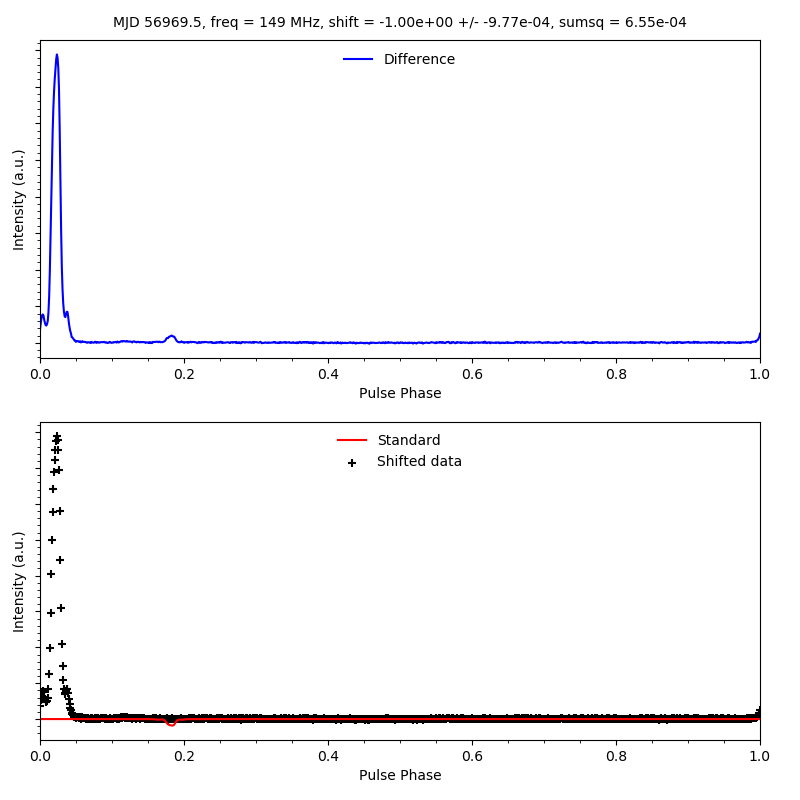 MJD 56969.5, freq = 149 MHz, shift = -1.00e+00 +/- -9.77e-04, sumsq = 6.55e-04
Difference
Intensity (a.u.)
0.0 0.2 0.4 0.6 0.8 1.0
Pulse Phase
Standard
Shifted data
Intensity (a.u.)
0.0 0.2 0.4 0.6 0.8 1.0
Pulse Phase